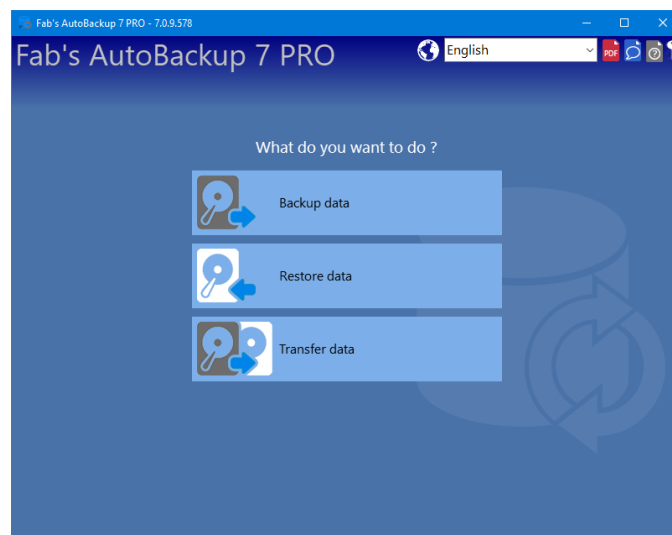 Fab's AutoBackup 7 PRO - 7.0.9.578
Fab's AutoBackup 7 PRO
English
PDF
?
What do you want to do ?
Backup data
Restore data
Transfer data